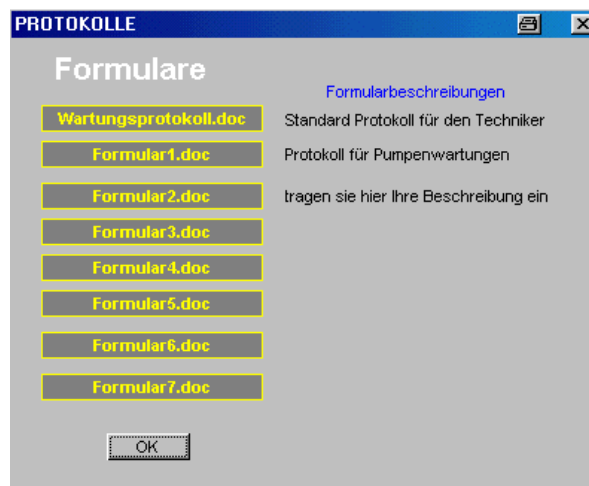 PROTOKOLLE
Formulare
Formularbeschreibungen
Wartungsprotokoll.doc Standard Protokoll für den Techniker
Formular1.doc Protokoll für Pumpenwartungen
Formular2.doc tragen sie hier Ihre Beschreibung ein
Formular3.doc
Formular4.doc
Formular5.doc
Formular6.doc
Formular7.doc
OK